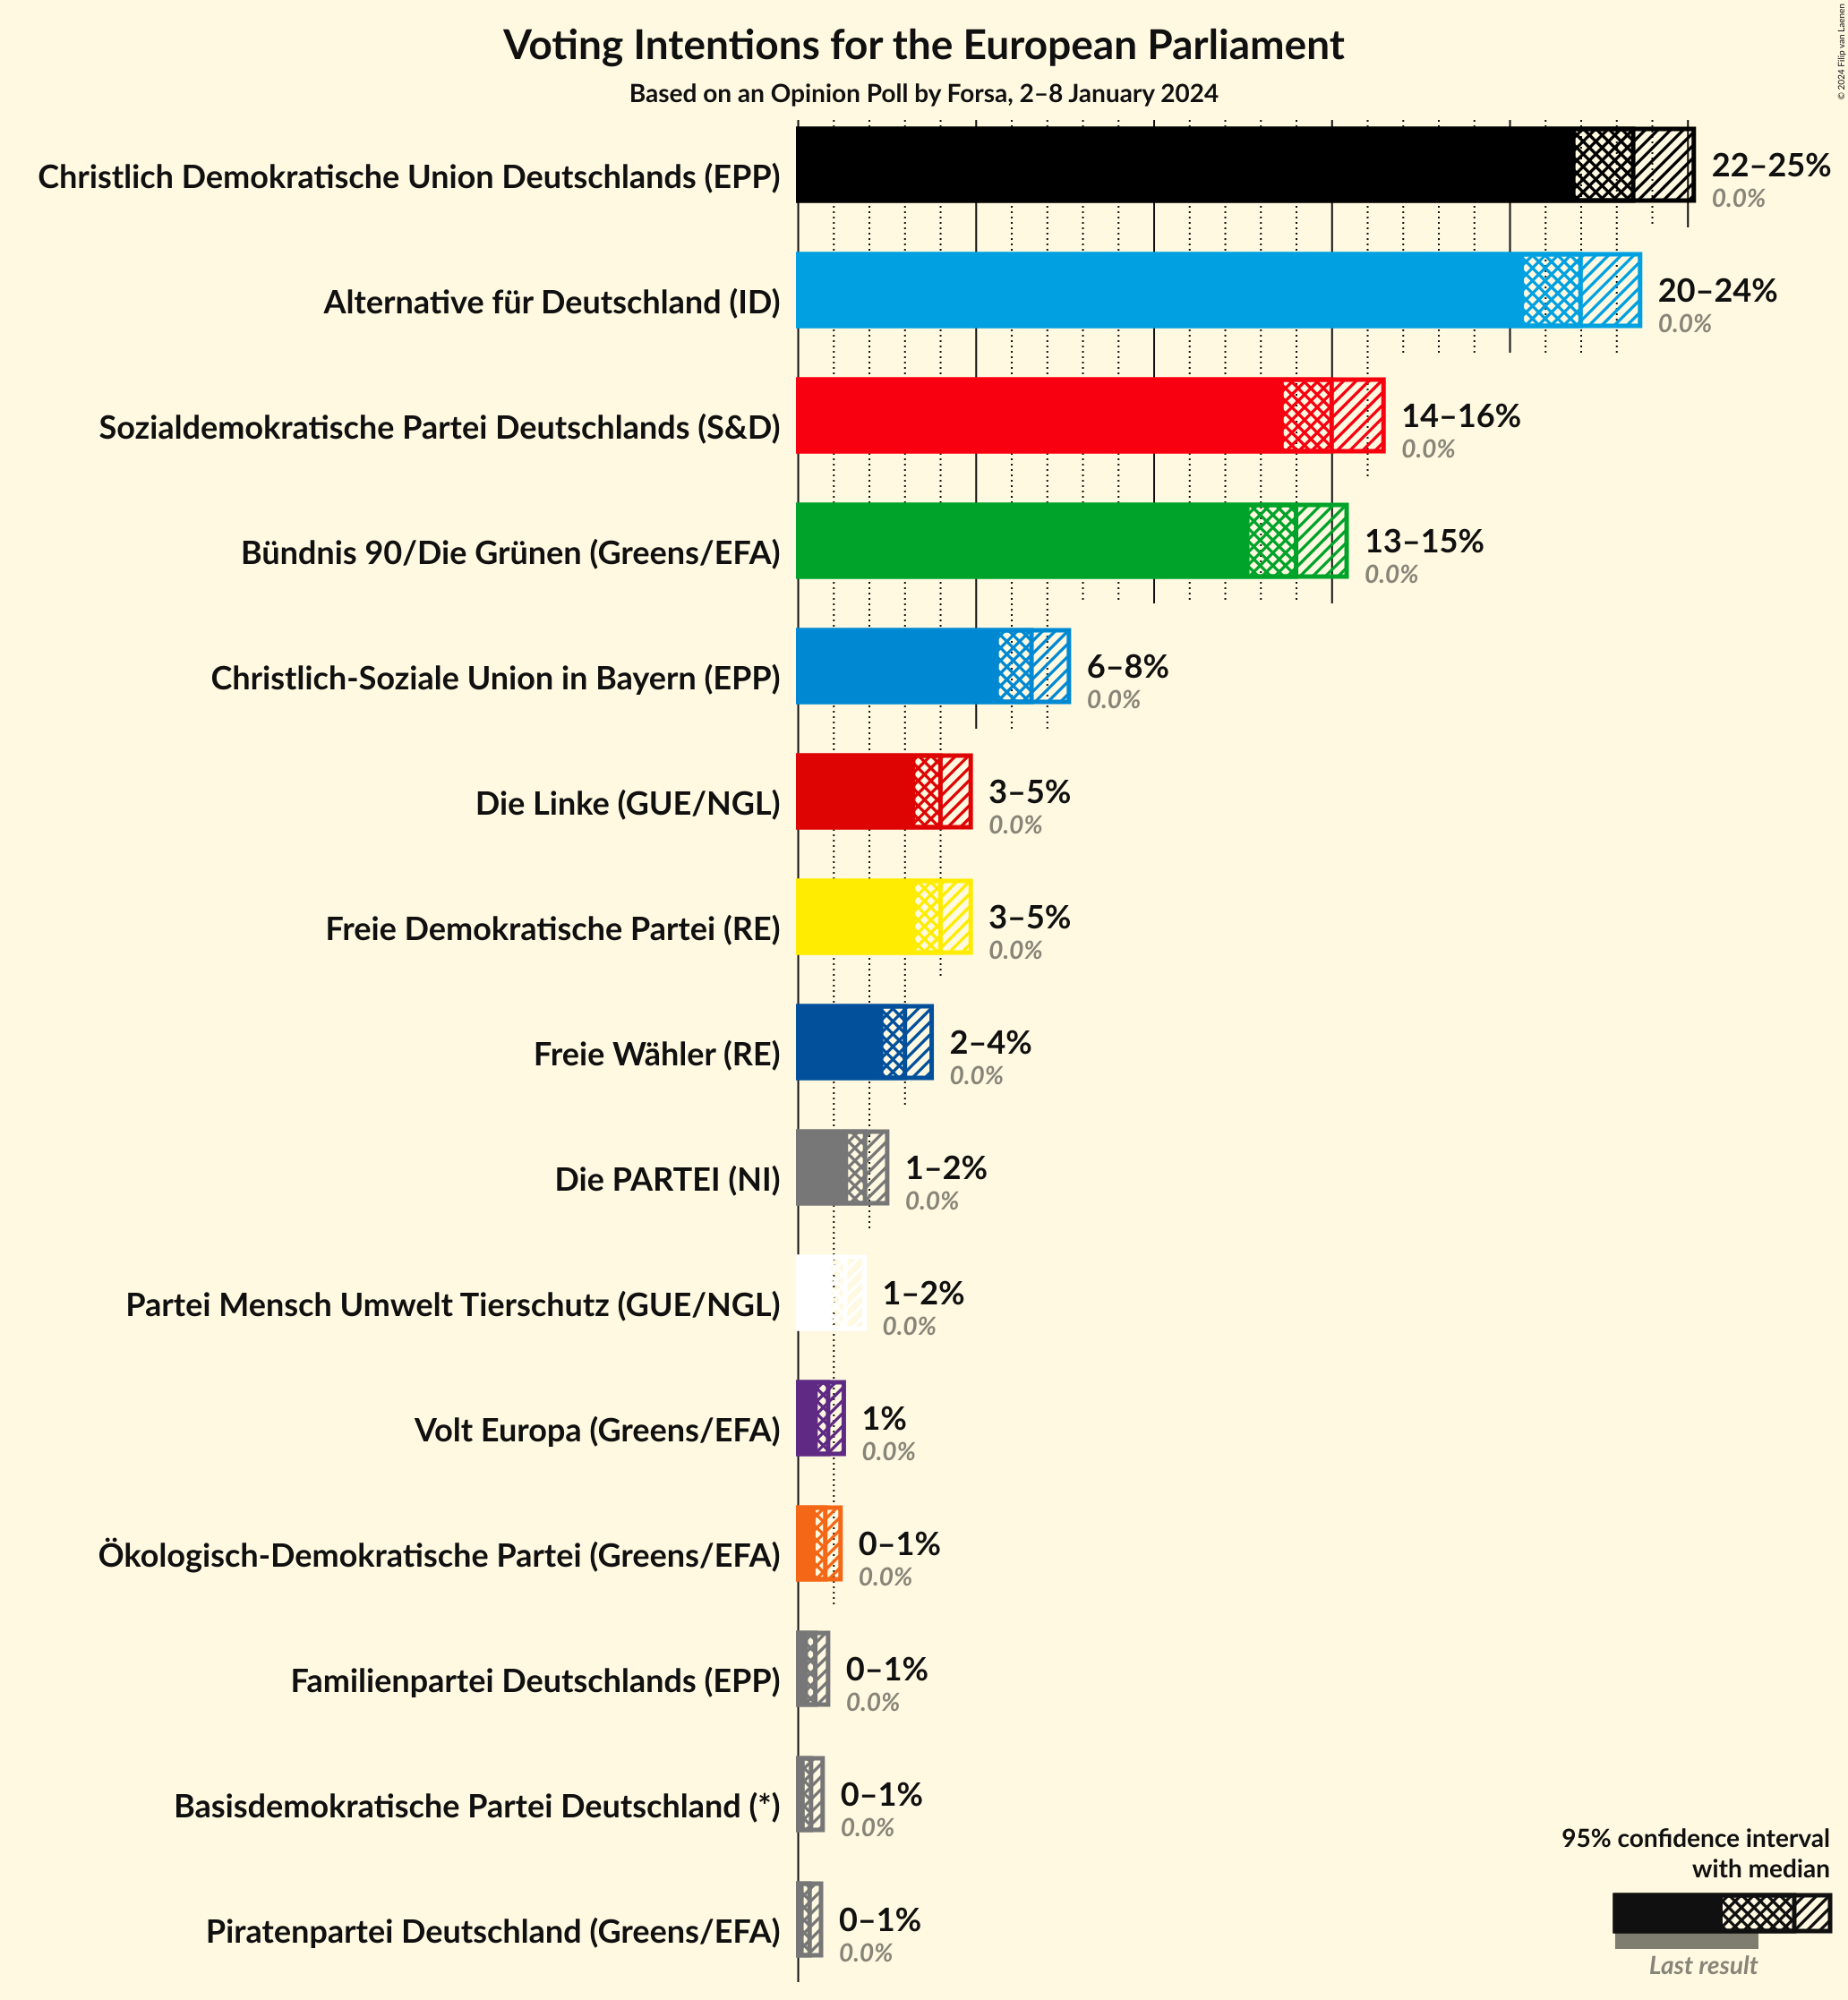 Voting Intentions for the European Parliament
Based on an Opinion Poll by Forsa, 2–8 January 2024
© 2024 Filip van Laenen
Christlich Demokratische Union Deutschlands (EPP)
22–25%
0.0%
Alternative für Deutschland (ID)
20–24%
0.0%
Sozialdemokratische Partei Deutschlands (S&D)
14–16%
0.0%
Bündnis 90/Die Grünen (Greens/EFA)
13–15%
0.0%
Christlich-Soziale Union in Bayern (EPP)
6–8%
0.0%
Die Linke (GUE/NGL)
3–5%
0.0%
Freie Demokratische Partei (RE)
3–5%
0.0%
Freie Wähler (RE)
2–4%
0.0%
Die PARTEI (NI)
1–2%
0.0%
Partei Mensch Umwelt Tierschutz (GUE/NGL)
1–2%
0.0%
Volt Europa (Greens/EFA)
1%
0.0%
Ökologisch-Demokratische Partei (Greens/EFA)
0–1%
0.0%
Familienpartei Deutschlands (EPP)
0–1%
0.0%
Basisdemokratische Partei Deutschland (*)
0–1%
0.0%
Piratenpartei Deutschland (Greens/EFA)
0–1%
0.0%
95% confidence interval
with median
Last result